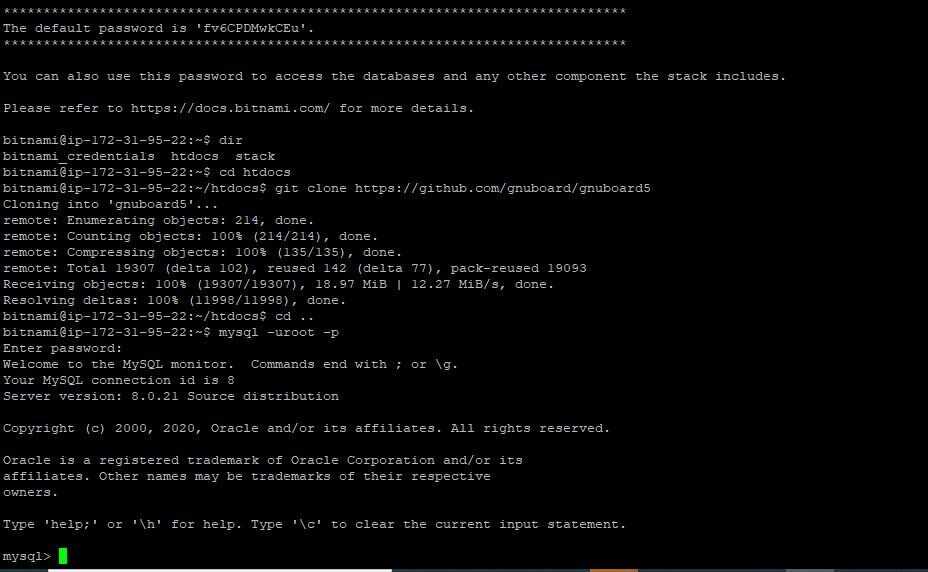 ******************************************************************************
The default password is 'fv6CPDMwkCEu'.
******************************************************************************
You can also use this password to access the databases and any other component the stack includes.
Please refer to https://docs.bitnami.com/ for more details.
bitnami@ip-172-31-95-22:~$ dir
bitnami_credentials  htdocs  stack
bitnami@ip-172-31-95-22:~$ cd htdocs
bitnami@ip-172-31-95-22:~/htdocs$ git clone https://github.com/gnuboard/gnuboard5
Cloning into 'gnuboard5'...
remote: Enumerating objects: 214, done.
remote: Counting objects: 100% (214/214), done.
remote: Compressing objects: 100% (135/135), done.
remote: Total 19307 (delta 102), reused 142 (delta 77), pack-reused 19093
Receiving objects: 100% (19307/19307), 18.97 MiB | 12.27 MiB/s, done.
Resolving deltas: 100% (11998/11998), done.
bitnami@ip-172-31-95-22:~/htdocs$ cd ..
bitnami@ip-172-31-95-22:~$ mysql -uroot -p
Enter password:
Welcome to the MySQL monitor.  Commands end with ; or \g.
Your MySQL connection id is 8
Server version: 8.0.21 Source distribution
Copyright (c) 2000, 2020, Oracle and/or its affiliates. All rights reserved.
Oracle is a registered trademark of Oracle Corporation and/or its
affiliates. Other names may be trademarks of their respective
owners.
Type 'help;' or '\h' for help. Type '\c' to clear the current input statement.
mysql>